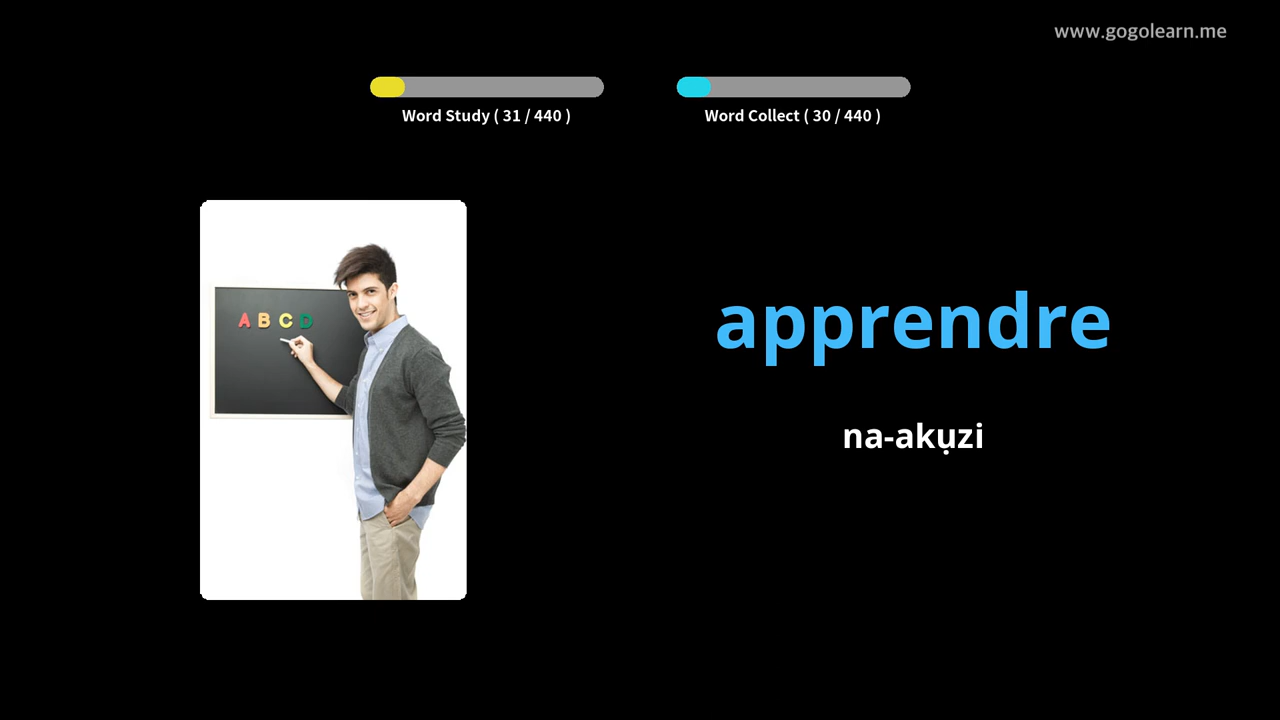 www.gogolearn.me
Word Study ( 31 / 440 )
Word Collect ( 30 / 440 )
A B C D
apprendre
na-akụzi